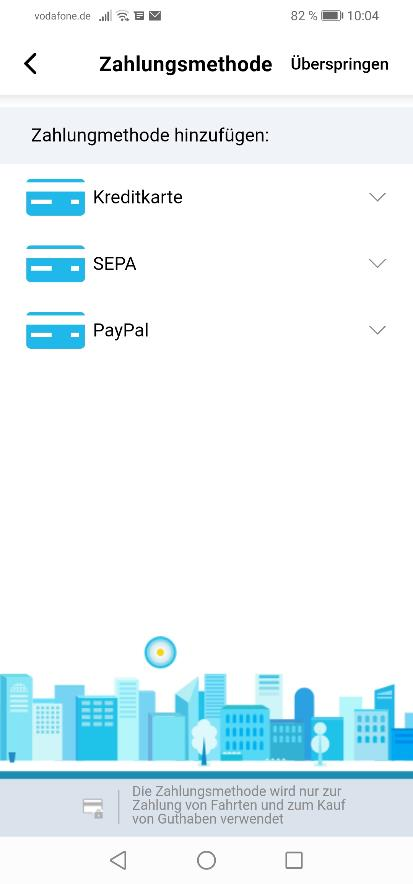 vodafone.de 82 % 10:04
Zahlungsmethode Überspringen
Zahlungmethode hinzufügen:
Kreditkarte
SEPA
PayPal
Die Zahlungsmethode wird nur zur
Zahlung von Fahrten und zum Kauf
von Guthaben verwendet